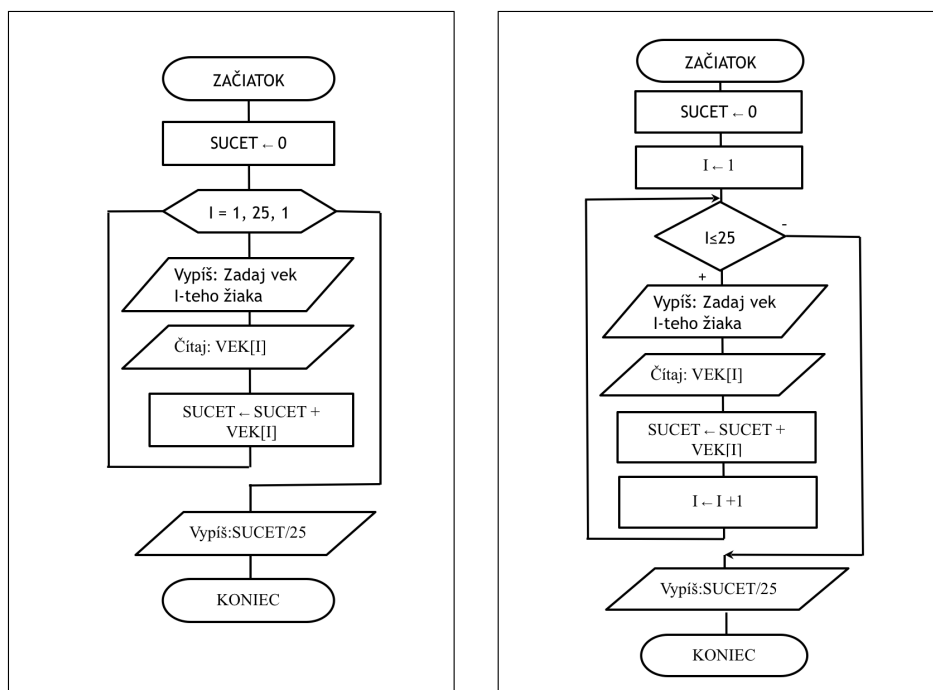 ZAČIATOK
SUCET ← 0
I = 1, 25, 1
Vypíš: Zadaj vek
I-teho žiaka
Čítaj: VEK[I]
SUCET ← SUCET +
VEK[I]
Vypíš:SUCET/25
KONIEC
ZAČIATOK
SUCET ← 0
I ← 1
I≤25
-
+
Vypíš: Zadaj vek
I-teho žiaka
Čítaj: VEK[I]
SUCET ← SUCET +
VEK[I]
I ← I +1
Vypíš:SUCET/25
KONIEC